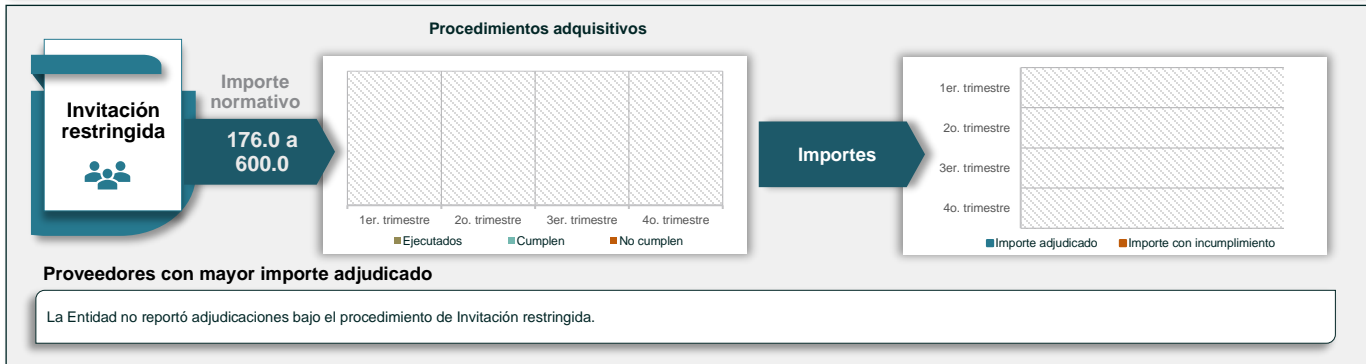 Procedimientos adquisitivos
Invitación
restringida
Importe
normativo
176.0 a
600.0
1er. trimestre 2o. trimestre 3er. trimestre 4o. trimestre
Ejecutados Cumplen No cumplen
Importes
1er. trimestre
2o. trimestre
3er. trimestre
4o. trimestre
Importe adjudicado Importe con incumplimiento
Proveedores con mayor importe adjudicado
La Entidad no reportó adjudicaciones bajo el procedimiento de Invitación restringida.